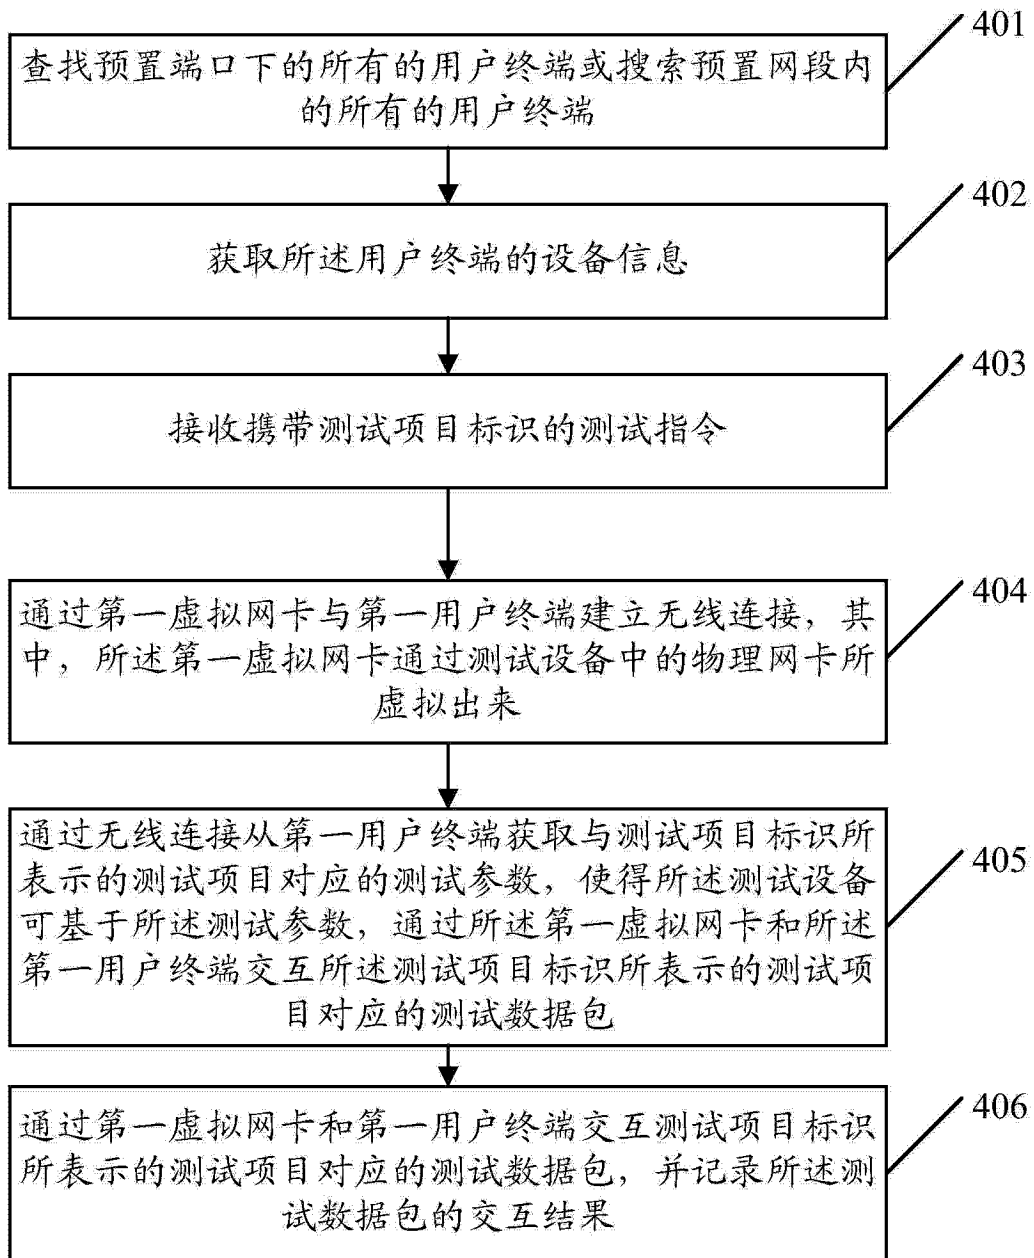 401
查找预置端口下的所有的用户终端或搜索预置网段内
的所有的用户终端
402
获取所述用户终端的设备信息
403
接收携带测试项目标识的测试指令
404
通过第一虚拟网卡与第一用户终端建立无线连接，其
中，所述第一虚拟网卡通过测试设备中的物理网卡所
虚拟出来
405
通过无线连接从第一用户终端获取与测试项目标识所
表示的测试项目对应的测试参数，使得所述测试设备
可基于所述测试参数，通过所述第一虚拟网卡和所述
第一用户终端交互所述测试项目标识所表示的测试项
目对应的测试数据包
406
通过第一虚拟网卡和第一用户终端交互测试项目标识
所表示的测试项目对应的测试数据包，并记录所述测
试数据包的交互结果